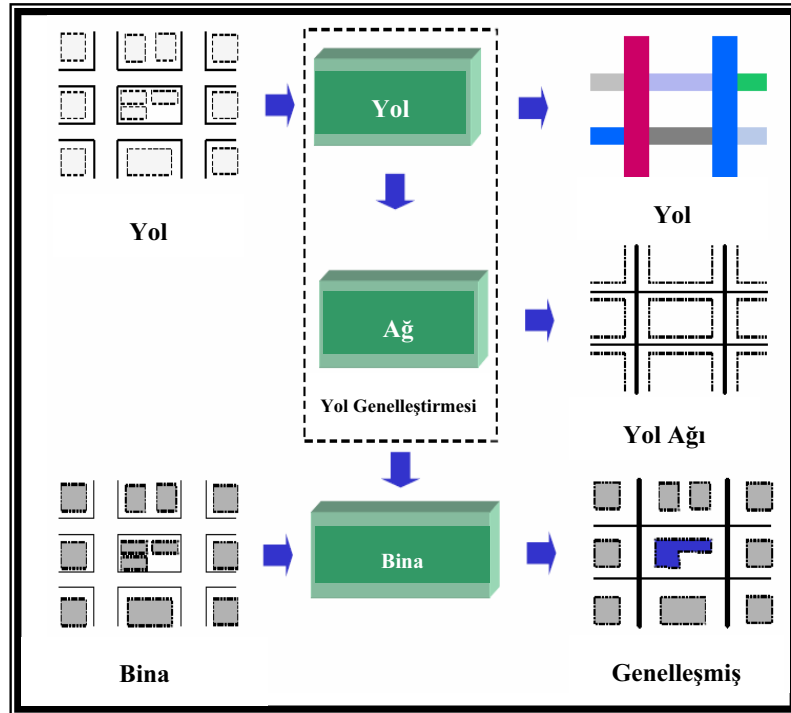 Yol
Yol
Yol
Ağ
Yol Genelleştirmesi
Yol Ağı
Bina
Bina
Genelleşmiş